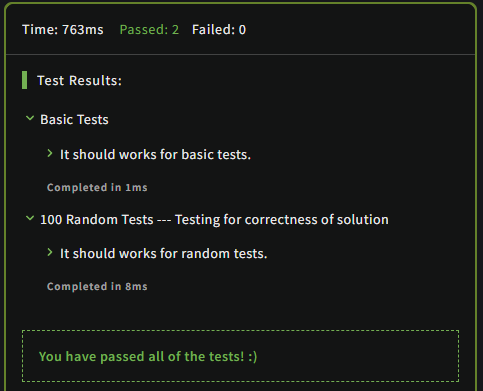 Time: 763ms Passed: 2 Failed: 0
Test Results:
Basic Tests
It should works for basic tests.
Completed in 1ms
100 Random Tests --- Testing for correctness of solution
It should works for random tests.
Completed in 8ms
You have passed all of the tests! :)